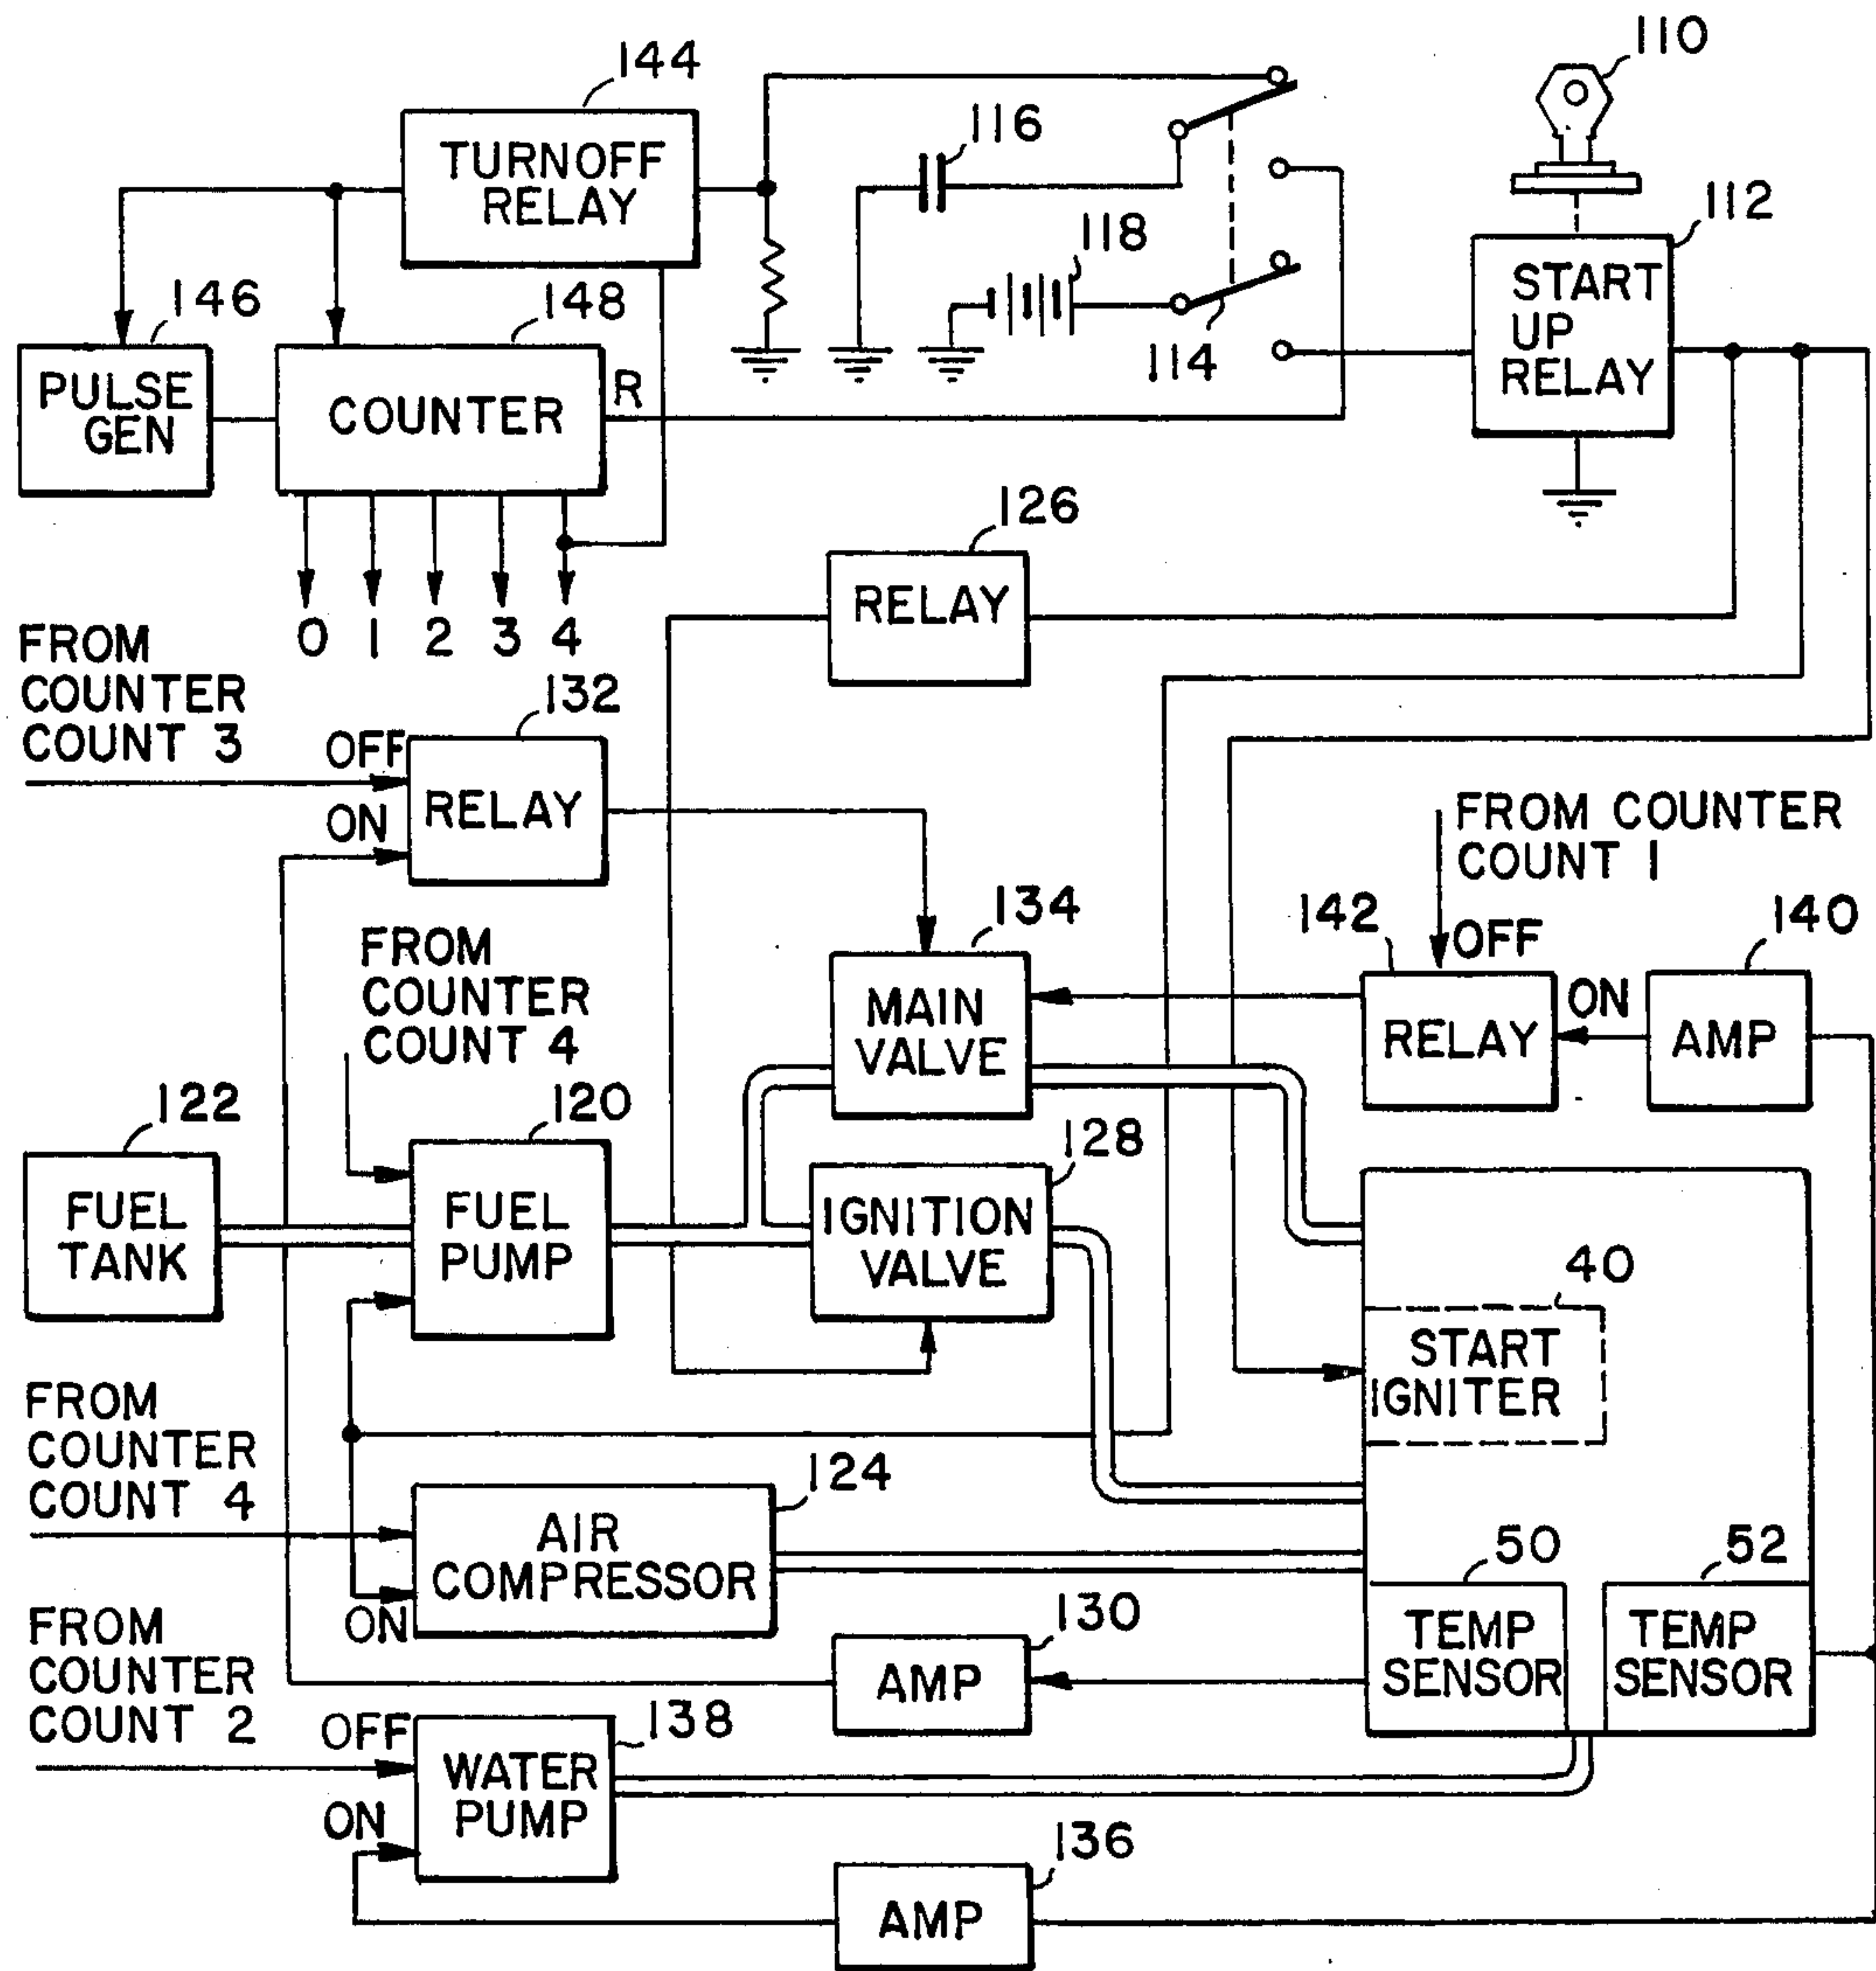 110
144
116
TURNOFF
RELAY
112
118
START
UP
RELAY
146
148
114
PULSE
GEN
COUNTER
R
126
RELAY
0 1 2 3 4
FROM
COUNTER
COUNT 3
132
OFF
ON
RELAY
FROM COUNTER
COUNT 1
134
142
OFF
140
FROM
COUNTER
COUNT 4
MAIN
VALVE
RELAY
ON
AMP
122
120
128
FUEL
TANK
FUEL
PUMP
IGNITION
VALVE
40
START
IGNITER
FROM
COUNTER
COUNT 4
124
AIR
COMPRESSOR
ON
50
52
TEMP
SENSOR
TEMP
SENSOR
130
AMP
FROM
COUNTER
COUNT 2
OFF
138
WATER
PUMP
ON
136
AMP